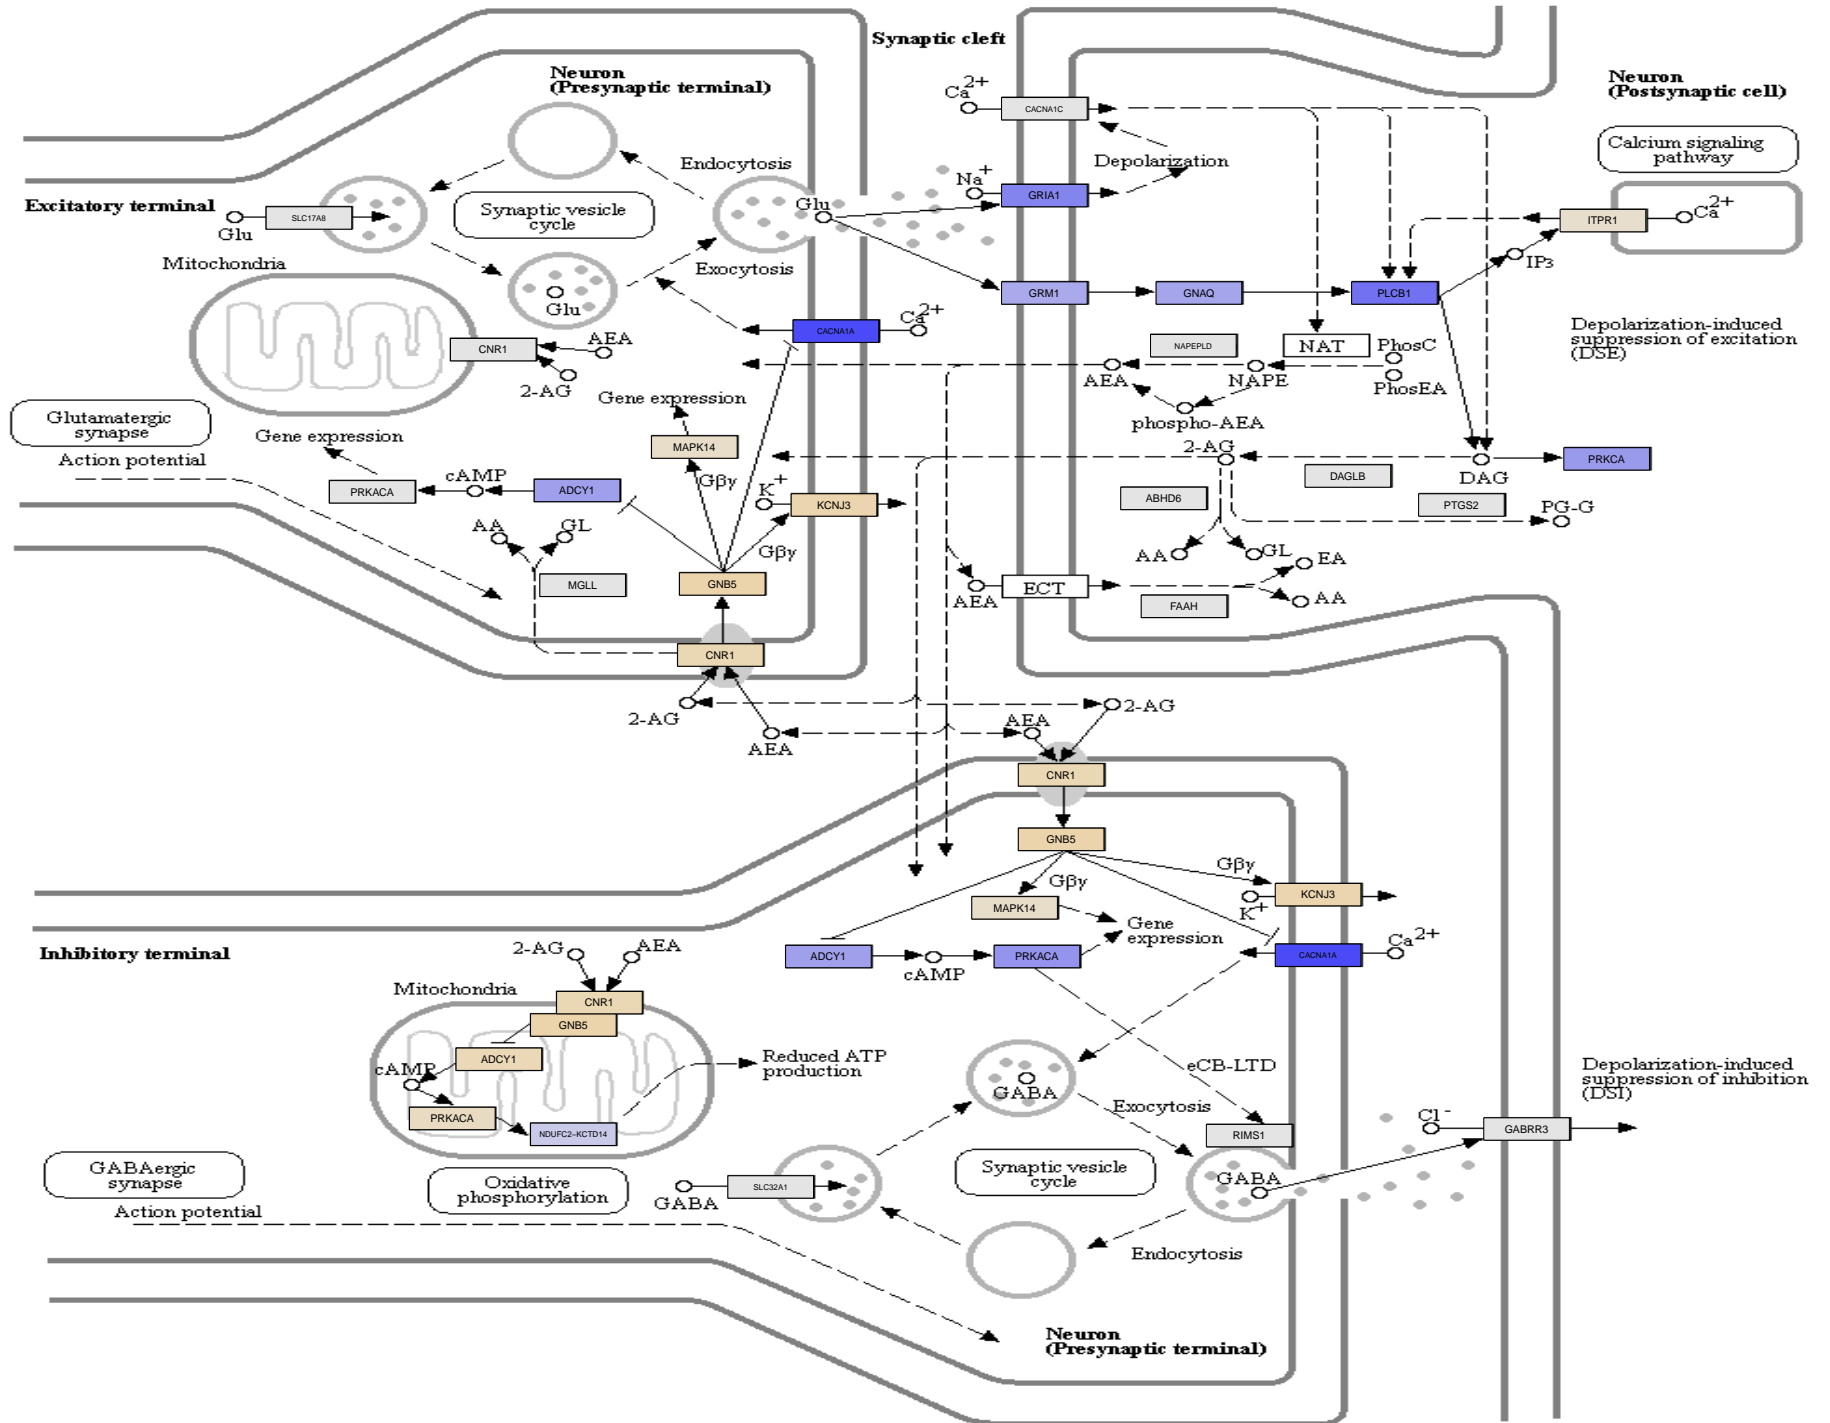 Synaptic cleft
Neuron
(Presynaptic terminal)
Neuron
(Postsynaptic cell)
Ca2+
CACNA1C
Calcium signaling
pathway
Endocytosis
Depolarization
Na+
GRIA1
Excitatory terminal
SLC17A8
Glu
Synaptic vesicle
cycle
Glu
ITPR1
Ca2+
Mitochondria
Exocytosis
IP3
Glu
GRM1
GNAQ
PLCB1
CACNA1A
Ca2+
Depolarization-induced
suppression of excitation
(DSE)
CNR1
AEA
2-AG
NAPEPLD
NAT
PhosC
PhosEA
AEA
NAPE
phospho-AEA
Gene expression
Glutamatergic
synapse
Gene expression
MAPK14
Action potential
cAMP
PRKACA
ADCY1
Gβγ
K+
KCNJ3
2-AG
DAGLB
DAG
PRKCA
ABHD6
PTGS2
PG-G
AA
GL
Gβγ
AA
GL
EA
MGLL
GNB5
AEA
ECT
FAAH
AA
CNR1
2-AG
AEA
AEA
2-AG
CNR1
GNB5
Gβγ
Gβγ
KCNJ3
K+
MAPK14
Gene
expression
Inhibitory terminal
2-AG
AEA
ADCY1
cAMP
PRKACA
CACNA1A
Ca2+
Mitochondria
CNR1
GNB5
ADCY1
cAMP
Reduced ATP
production
PRKACA
NDUFC2-KCTD14
GABA
eCB-LTD
Depolarization-induced
suppression of inhibition
(DSI)
Exocytosis
RIMS1
Cl-
GABRR3
GABAergic
synapse
Oxidative
phosphorylation
GABA
SLC32A1
Synaptic vesicle
cycle
GABA
Action potential
Endocytosis
Neuron
(Presynaptic terminal)